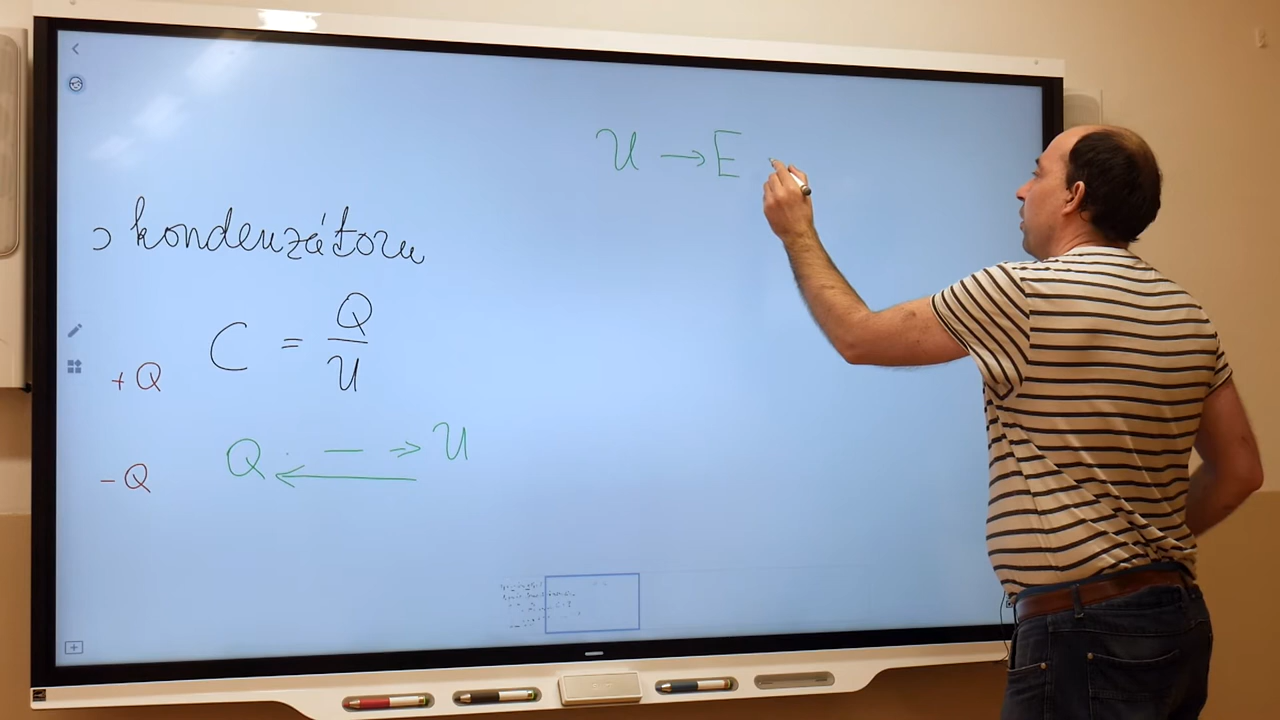 U → E
kondenzátoru
C = Q/U
+Q
-Q
Q — → U
←